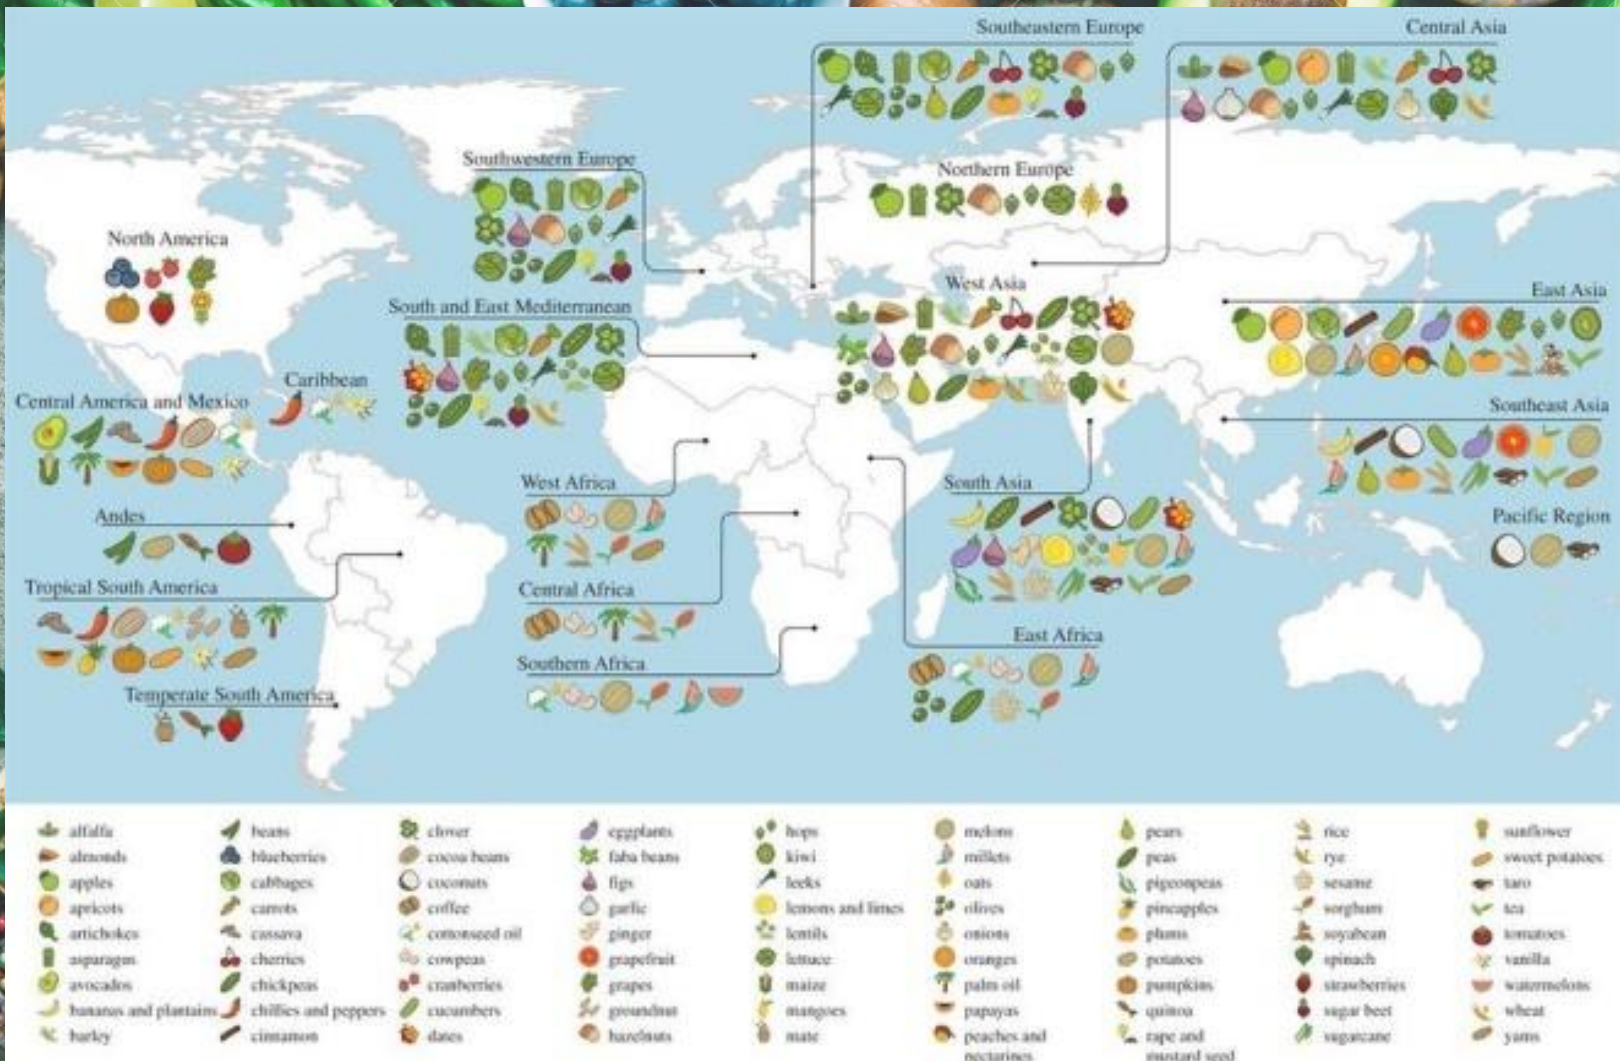 Southeastern Europe
Central Asia
Southwestern Europe
Northern Europe
North America
West Asia
East Asia
South and East Mediterranean
Caribbean
Central America and Mexico
Southeast Asia
West Africa
South Asia
Andes
Pacific Region
Tropical South America
Central Africa
East Africa
Southern Africa
Temperate South America
alfalfa
almonds
apples
apricots
artichokes
asparagus
avocados
bananas and plantains
barley
beans
blueberries
cabbages
carrots
cassava
cherries
chickpeas
chillies and peppers
cinnamon
clover
cocoa beans
coconuts
coffee
cottonseed oil
cowpeas
cranberries
cucumbers
dates
eggplants
faba beans
figs
garlic
ginger
grapefruit
grapes
groundnut
hazelnuts
hops
kiwi
leeks
lemons and limes
lentils
lettuce
maize
mangoes
mate
melons
millets
oats
olives
onions
oranges
palm oil
papayas
peaches and
nectarines
pears
peas
pigeonpeas
pineapples
plums
potatoes
pumpkins
quinoa
rape and
mustard seed
rice
rye
sesame
sorghum
soyabean
spinach
strawberries
sugar beet
sugarcane
sunflower
sweet potatoes
taro
tea
tomatoes
vanilla
watermelons
wheat
yams